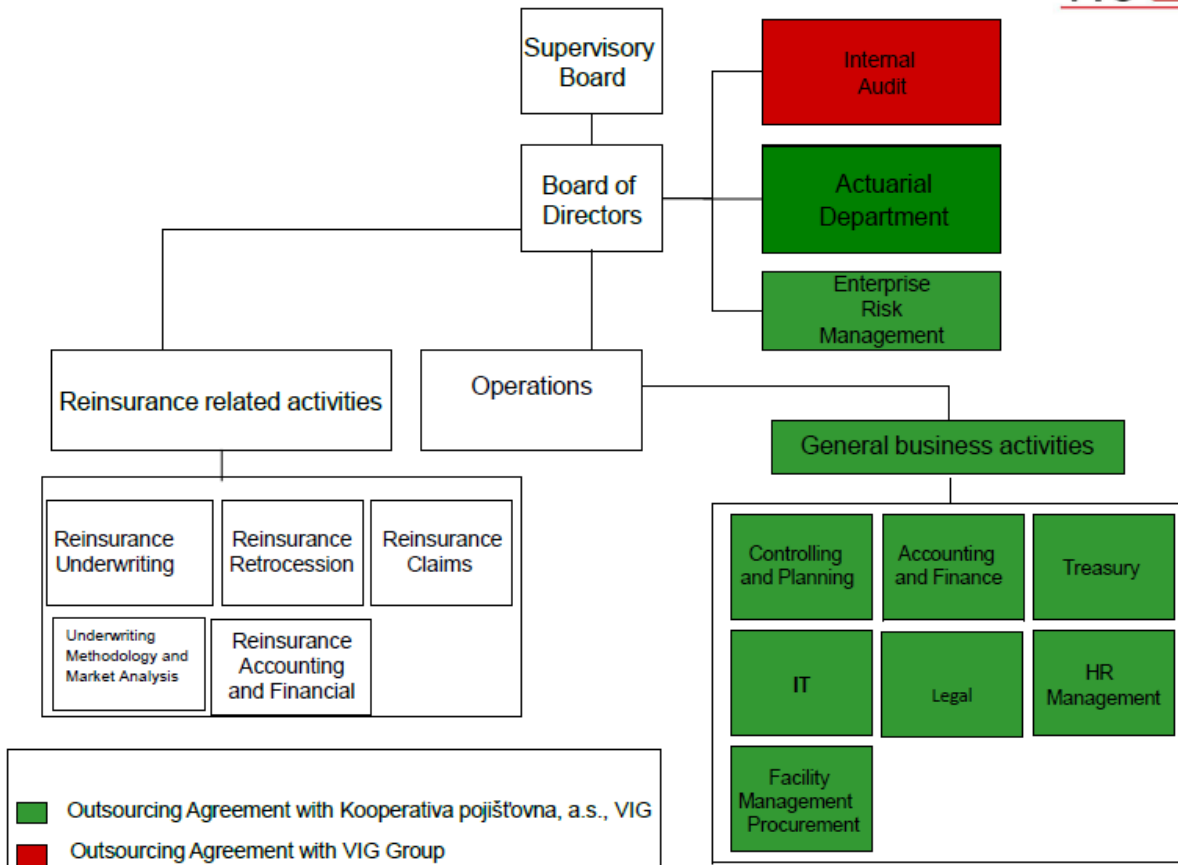 Supervisory
Board
Internal
Audit
Board of
Directors
Actuarial
Department
Enterprise
Risk
Management
Reinsurance related activities
Operations
General business activities
Reinsurance
Underwriting
Reinsurance
Retrocession
Reinsurance
Claims
Underwriting
Methodology and
Market Analysis
Reinsurance
Accounting
and Financial
Controlling
and Planning
Accounting
and Finance
Treasury
IT
Legal
HR
Management
Facility
Management
Procurement
Outsourcing Agreement with Kooperativa pojišťovna, a.s., VIG
Outsourcing Agreement with VIG Group